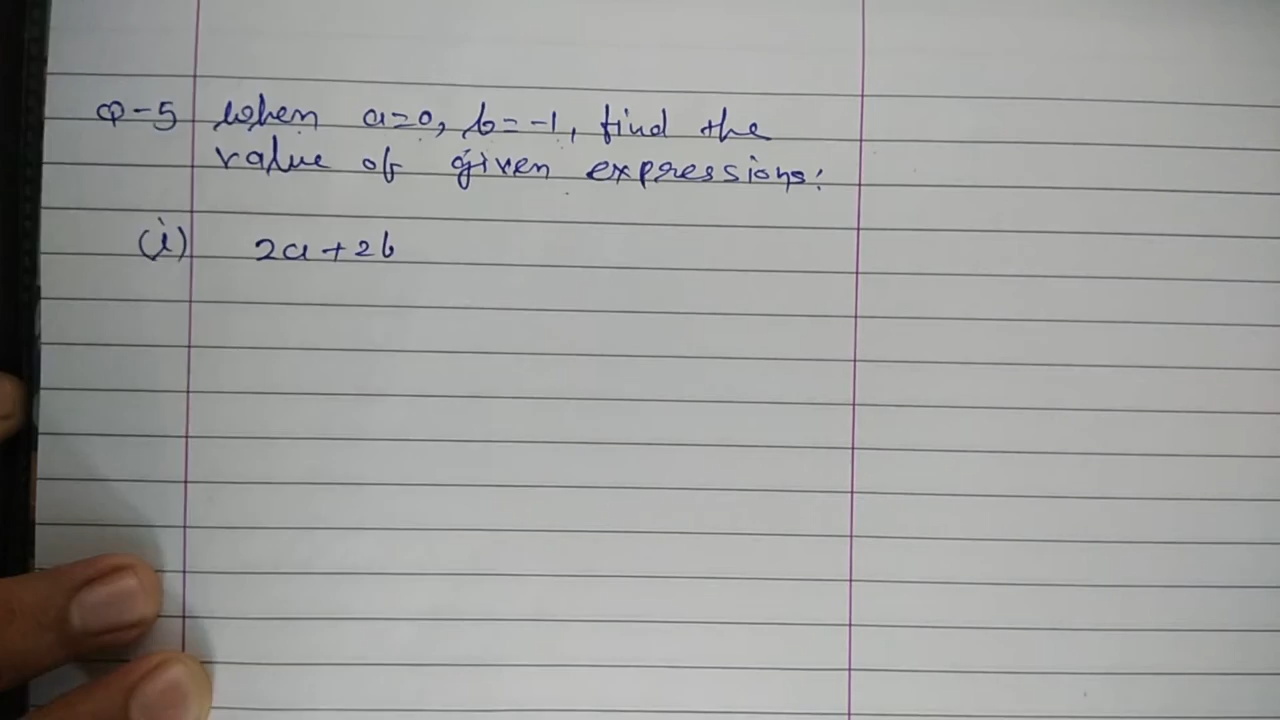 Q-5 when a=0, b=-1, find the
value of given expressions:
(i) 2a+2b